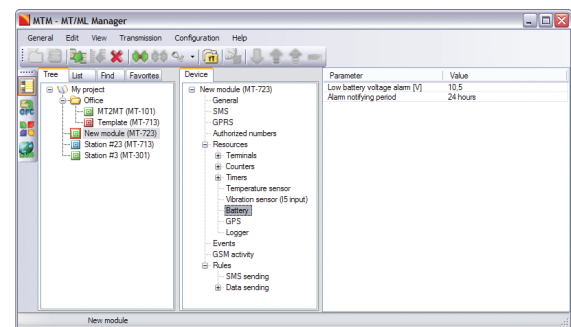 MTM - MT/ML Manager
General Edit View Transmission Configuration Help
Tree List Find Favorites
My project
Office
MT2MT (MT-101)
Template (MT-713)
New module (MT-723)
Station #23 (MT-713)
Station #3 (MT-301)
Device
New module (MT-723)
General
SMS
GPRS
Authorized numbers
Resources
Terminals
Counters
Timers
Temperature sensor
Vibration sensor (I5 input)
Battery
GPS
Logger
Events
GSM activity
Rules
SMS sending
Data sending
Parameter Value
Low battery voltage alarm [V] 10,5
Alarm notifying period 24 hours
OPC
New module